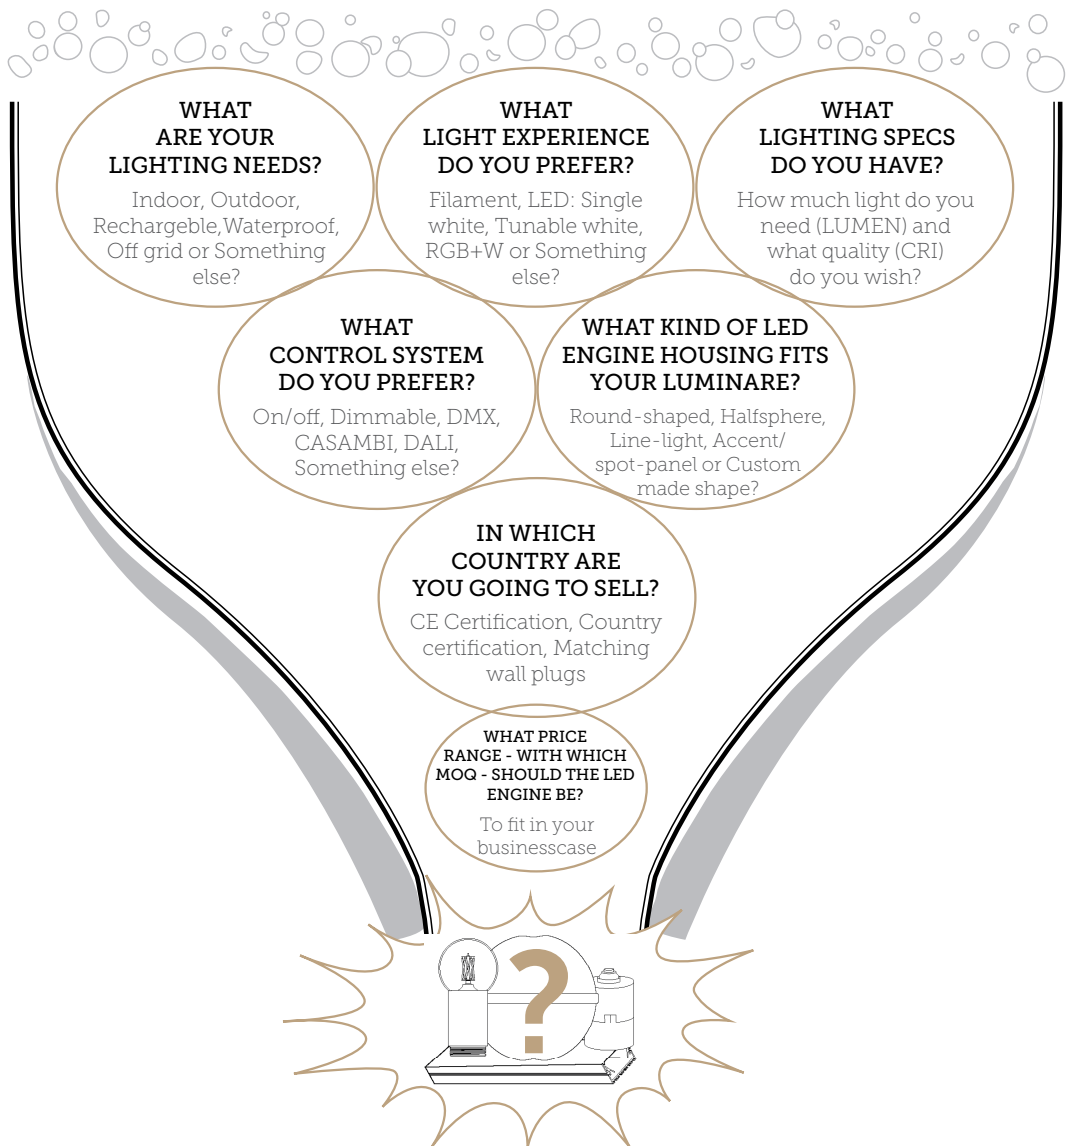 WHAT
ARE YOUR
LIGHTING NEEDS?
Indoor, Outdoor,
Rechargeble,Waterproof,
Off grid or Something
else?
WHAT
LIGHT EXPERIENCE
DO YOU PREFER?
Filament, LED: Single
white, Tunable white,
RGB+W or Something
else?
WHAT
LIGHTING SPECS
DO YOU HAVE?
How much light do you
need (LUMEN) and
what quality (CRI)
do you wish?
WHAT
CONTROL SYSTEM
DO YOU PREFER?
On/off, Dimmable, DMX,
CASAMBI, DALI,
Something else?
WHAT KIND OF LED
ENGINE HOUSING FITS
YOUR LUMINARE?
Round-shaped, Halfsphere,
Line-light, Accent/
spot-panel or Custom
made shape?
IN WHICH
COUNTRY ARE
YOU GOING TO SELL?
CE Certification, Country
certification, Matching
wall plugs
WHAT PRICE
RANGE - WITH WHICH
MOQ - SHOULD THE LED
ENGINE BE?
To fit in your
businesscase
?